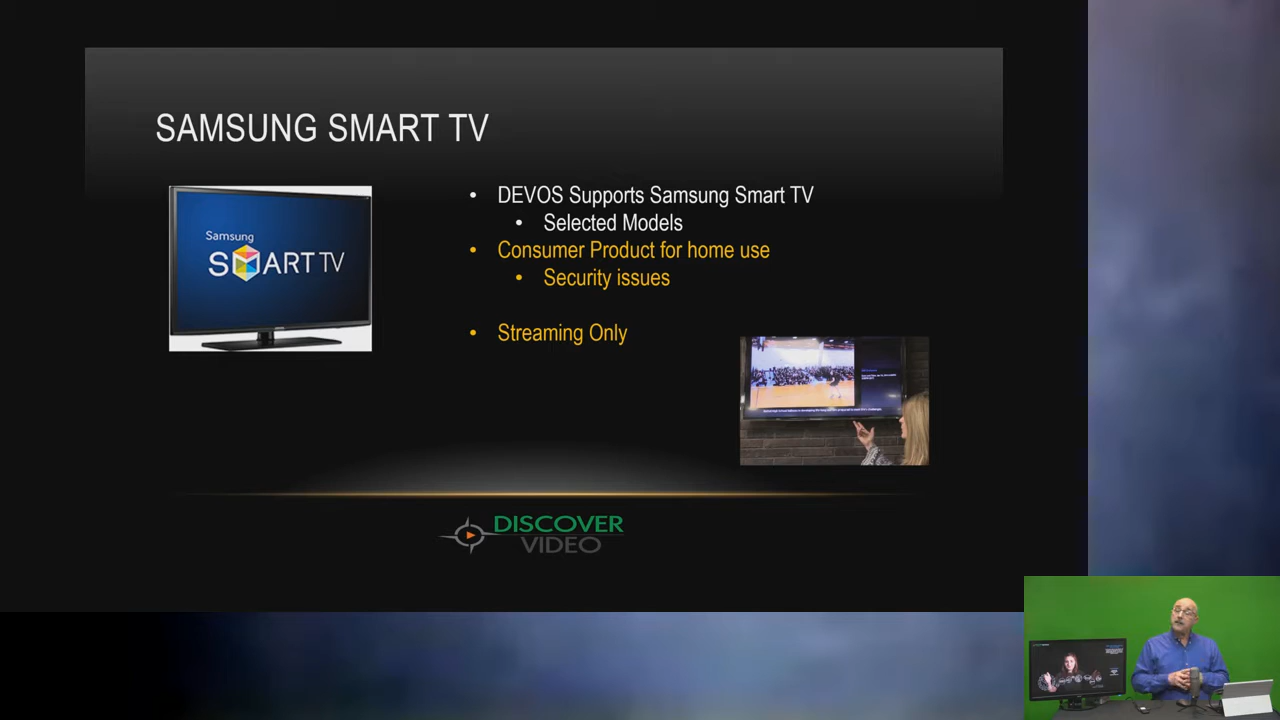 SAMSUNG SMART TV
Samsung
SMART TV
• DEVOS Supports Samsung Smart TV
• Selected Models
• Consumer Product for home use
• Security issues
• Streaming Only
DISCOVER
VIDEO